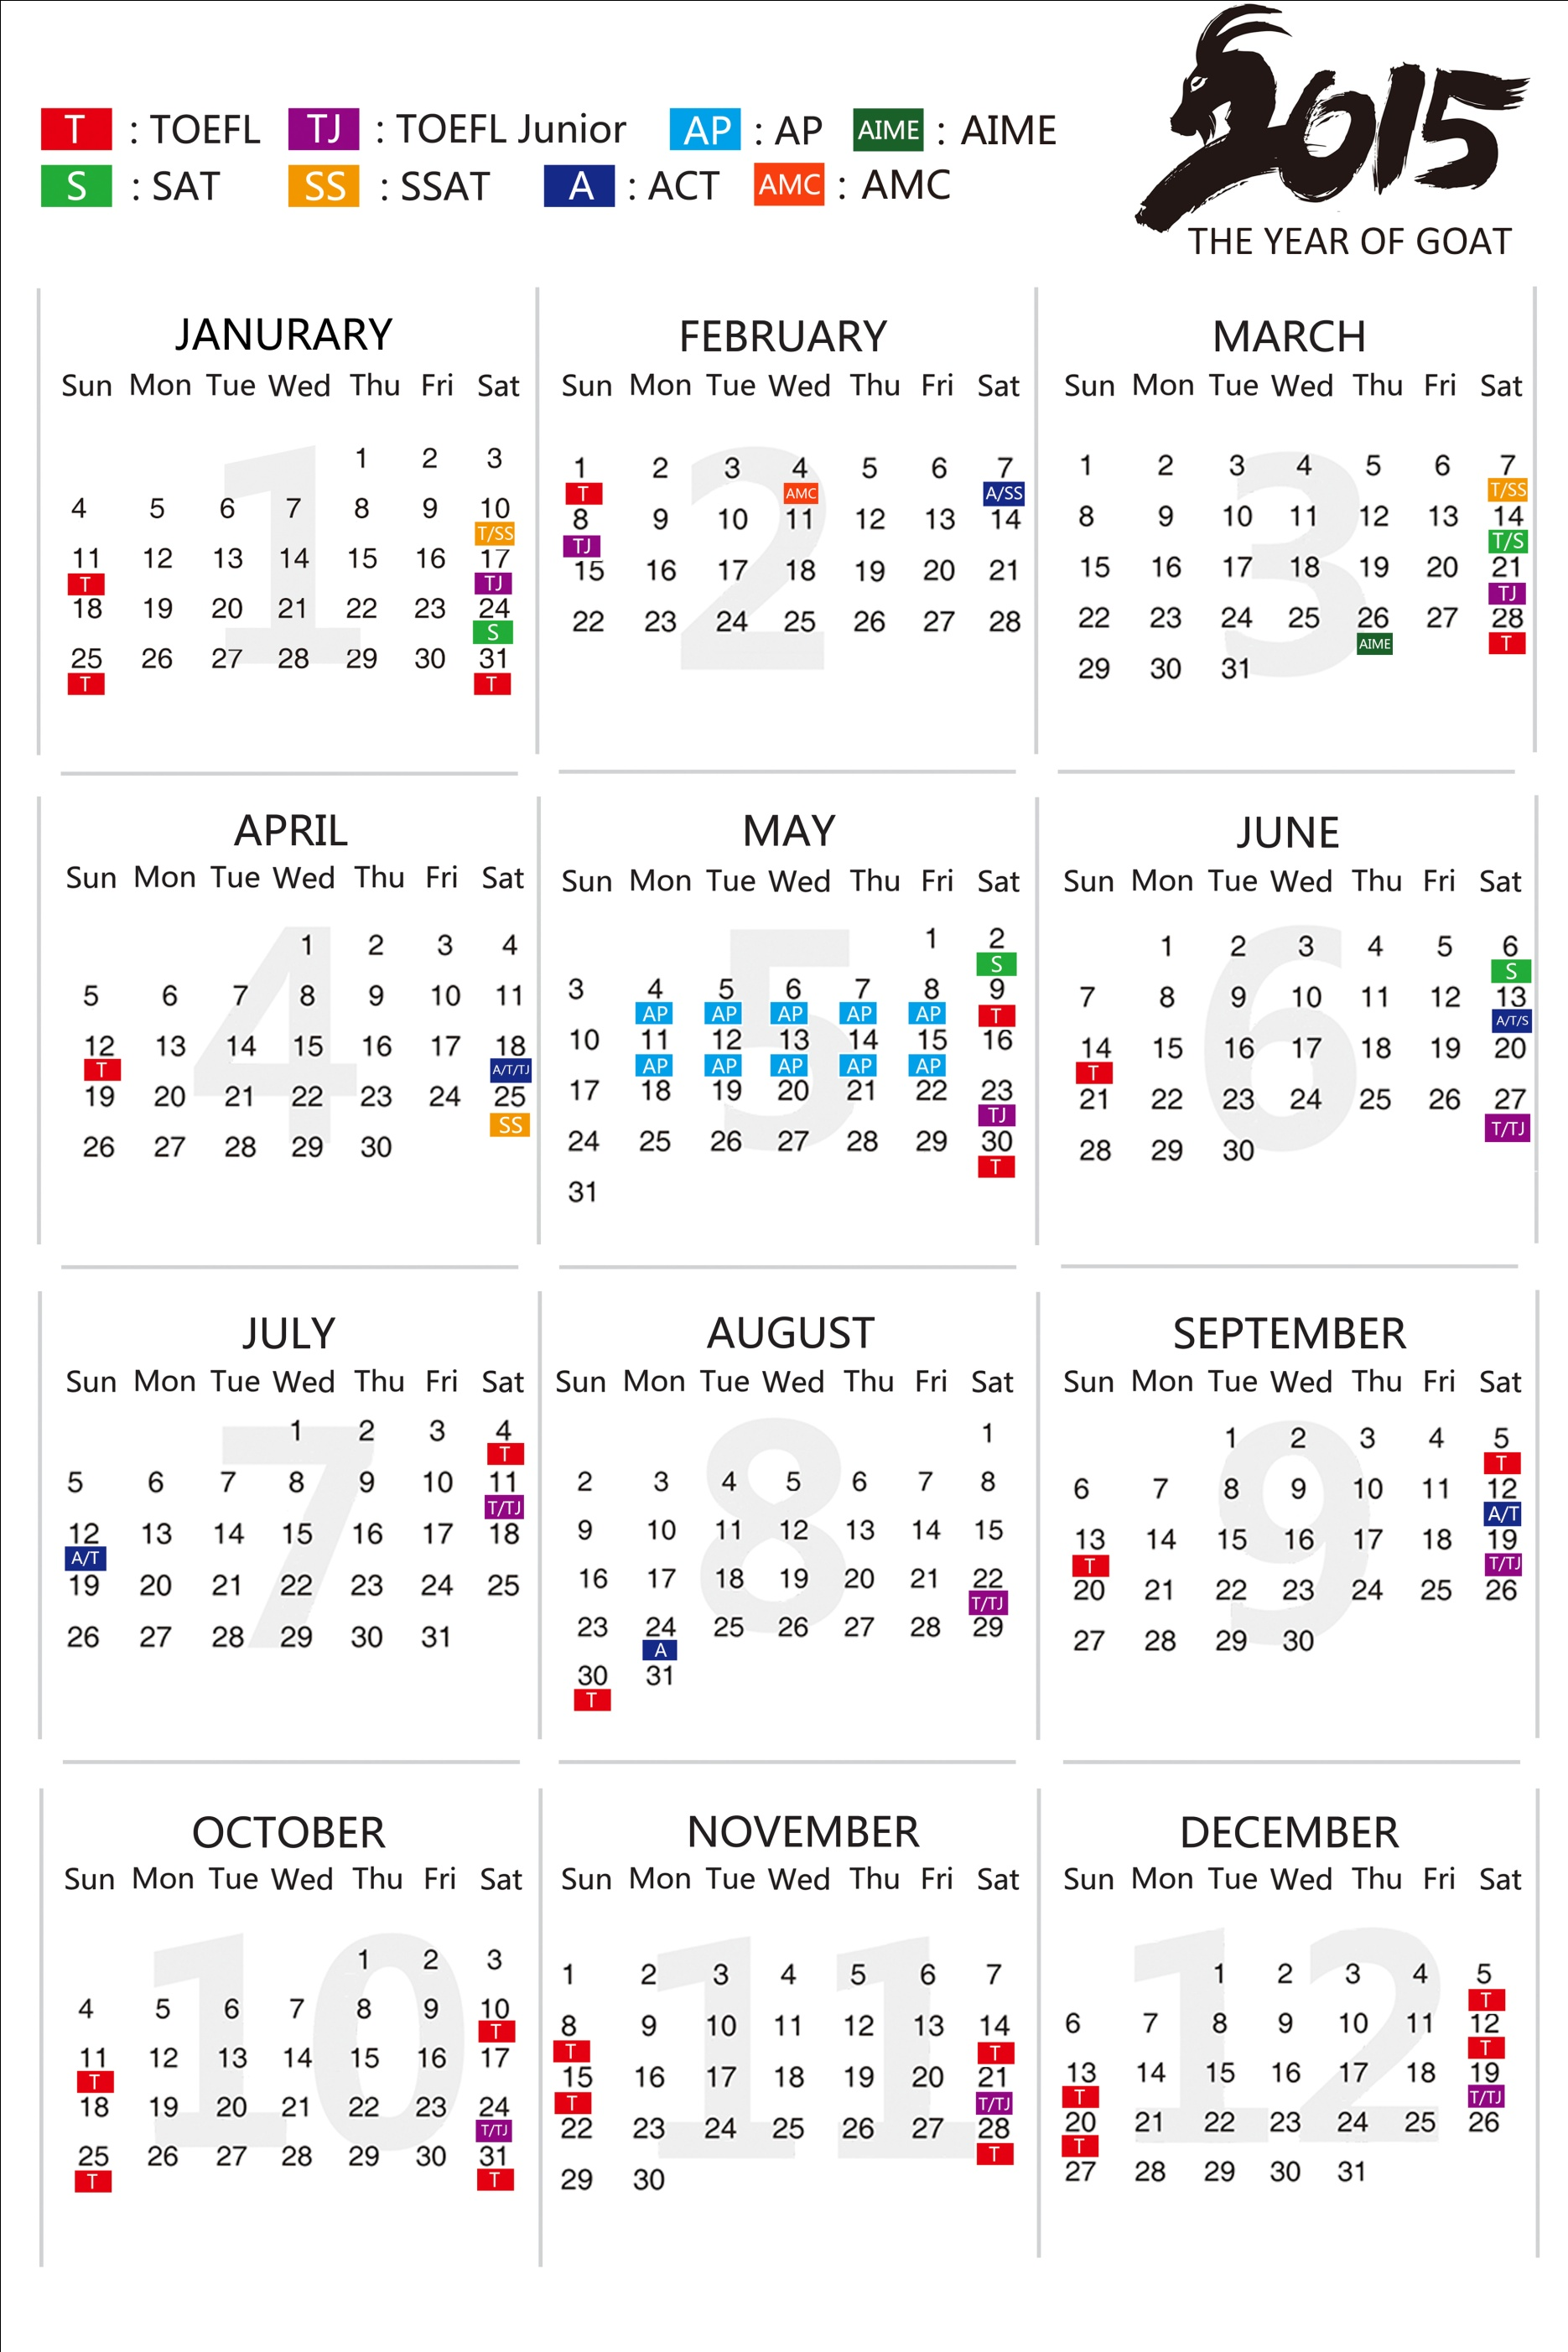 2015
THE YEAR OF GOAT
T : TOEFL TJ : TOEFL Junior AP : AP AIME : AIME
S : SAT SS : SSAT A : ACT AMC : AMC
JANURARY
Sun Mon Tue Wed Thu Fri Sat
1
1 2 3
4 5 6 7 8 9 10
T/SS
11 12 13 14 15 16 17
T TJ
18 19 20 21 22 23 24
S
25 26 27 28 29 30 31
T T
FEBRUARY
Sun Mon Tue Wed Thu Fri Sat
2
1 2 3 4 5 6 7
T AMC A/SS
8 9 10 11 12 13 14
TJ
15 16 17 18 19 20 21
22 23 24 25 26 27 28
MARCH
Sun Mon Tue Wed Thu Fri Sat
3
1 2 3 4 5 6 7
T/SS
8 9 10 11 12 13 14
T/S
15 16 17 18 19 20 21
TJ
22 23 24 25 26 27 28
AIME T
29 30 31
APRIL
Sun Mon Tue Wed Thu Fri Sat
4
1 2 3 4
5 6 7 8 9 10 11
12 13 14 15 16 17 18
T A/T/TJ
19 20 21 22 23 24 25
SS
26 27 28 29 30
MAY
Sun Mon Tue Wed Thu Fri Sat
5
1 2
S
3 4 5 6 7 8 9
AP AP AP AP AP T
10 11 12 13 14 15 16
AP AP AP AP AP
17 18 19 20 21 22 23
TJ
24 25 26 27 28 29 30
T
31
JUNE
Sun Mon Tue Wed Thu Fri Sat
6
1 2 3 4 5 6
S
7 8 9 10 11 12 13
A/T/S
14 15 16 17 18 19 20
T
21 22 23 24 25 26 27
T/TJ
28 29 30
JULY
Sun Mon Tue Wed Thu Fri Sat
7
1 2 3 4
T
5 6 7 8 9 10 11
T/TJ
12 13 14 15 16 17 18
A/T
19 20 21 22 23 24 25
26 27 28 29 30 31
AUGUST
Sun Mon Tue Wed Thu Fri Sat
8
1
2 3 4 5 6 7 8
9 10 11 12 13 14 15
16 17 18 19 20 21 22
T/TJ
23 24 25 26 27 28 29
A
30 31
T
SEPTEMBER
Sun Mon Tue Wed Thu Fri Sat
9
1 2 3 4 5
T
6 7 8 9 10 11 12
A/T
13 14 15 16 17 18 19
T T/TJ
20 21 22 23 24 25 26
27 28 29 30
OCTOBER
Sun Mon Tue Wed Thu Fri Sat
10
1 2 3
4 5 6 7 8 9 10
T
11 12 13 14 15 16 17
T
18 19 20 21 22 23 24
T/TJ
25 26 27 28 29 30 31
T T
NOVEMBER
Sun Mon Tue Wed Thu Fri Sat
11
1 2 3 4 5 6 7
8 9 10 11 12 13 14
T T
15 16 17 18 19 20 21
T T/TJ
22 23 24 25 26 27 28
T
29 30
DECEMBER
Sun Mon Tue Wed Thu Fri Sat
12
1 2 3 4 5
T
6 7 8 9 10 11 12
T
13 14 15 16 17 18 19
T T/TJ
20 21 22 23 24 25 26
T
27 28 29 30 31